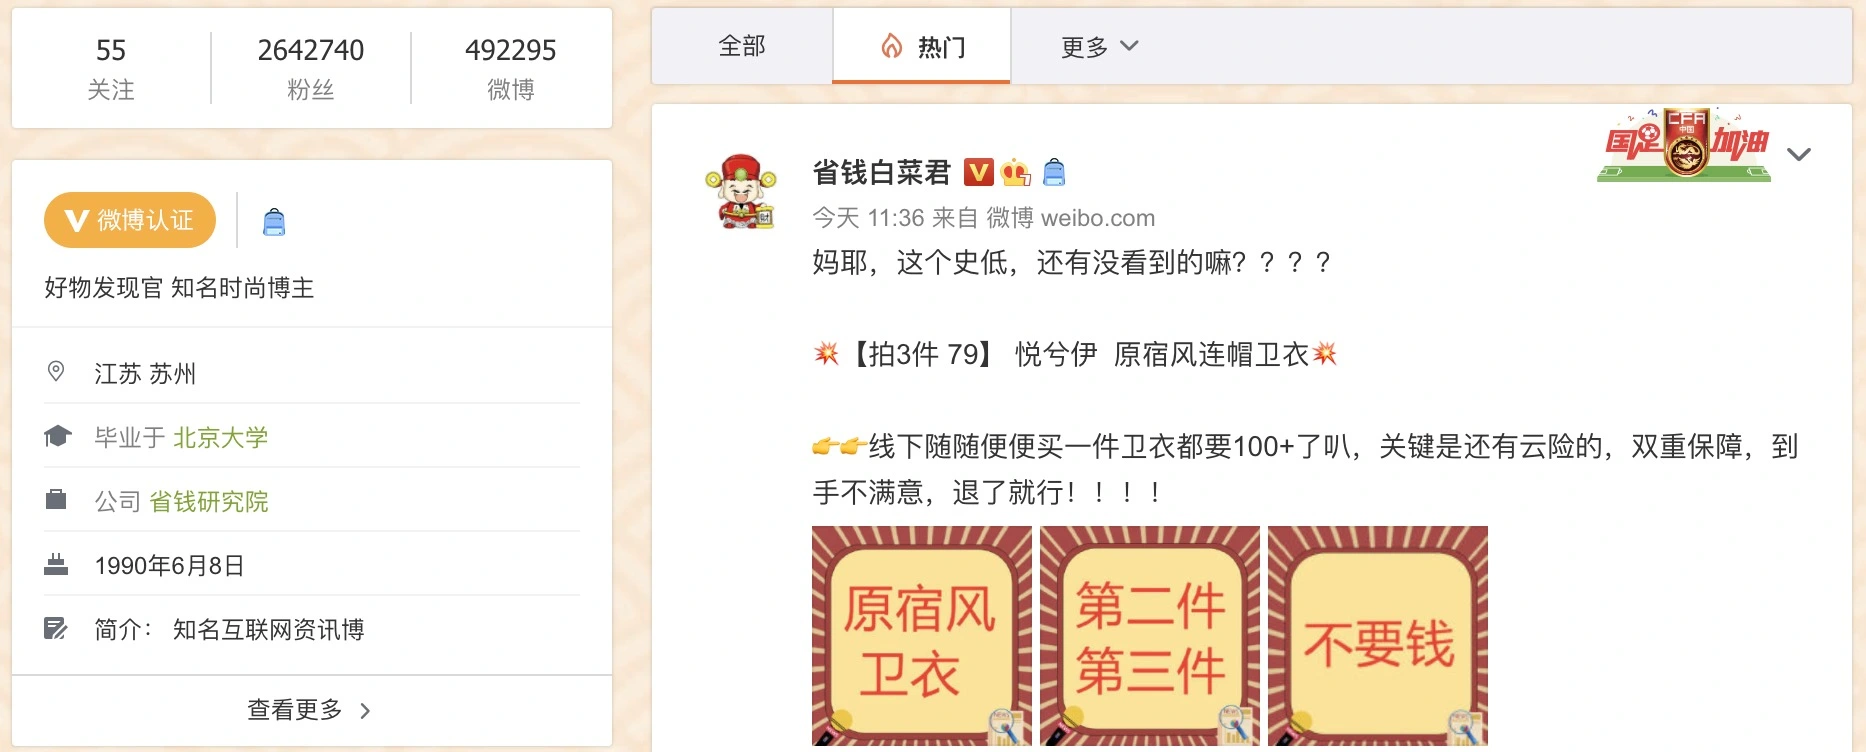 55
关注
2642740
粉丝
492295
微博
微博认证
好物发现官 知名时尚博主
江苏 苏州
毕业于 北京大学
公司 省钱研究院
1990年6月8日
简介： 知名互联网资讯博
查看更多
全部
热门
更多
国足加油
CFA
中国
省钱白菜君
今天 11:36 来自 微博 weibo.com
妈耶，这个史低，还有没看到的嘛？？？？
【拍3件 79】 悦兮伊 原宿风连帽卫衣
线下随随便便买一件卫衣都要100+了叭，关键是还有云险的，双重保障，到
手不满意，退了就行！！！！
原宿风
卫衣
第二件
第三件
不要钱